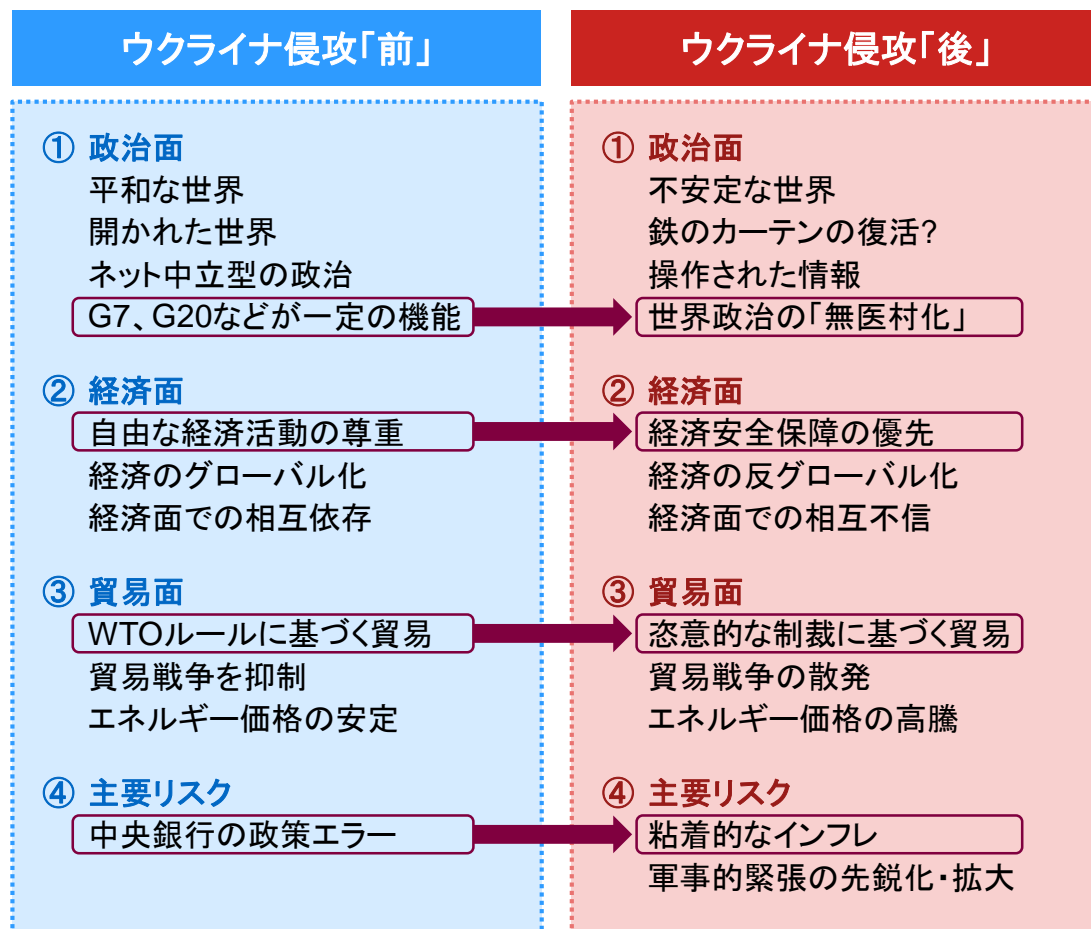 ウクライナ侵攻「前」
① 政治面
平和な世界
開かれた世界
ネット中立型の政治
G7、G20などが一定の機能
② 経済面
自由な経済活動の尊重
経済のグローバル化
経済面での相互依存
③ 貿易面
WTOルールに基づく貿易
貿易戦争を抑制
エネルギー価格の安定
④ 主要リスク
中央銀行の政策エラー
ウクライナ侵攻「後」
① 政治面
不安定な世界
鉄のカーテンの復活?
操作された情報
世界政治の「無医村化」
② 経済面
経済安全保障の優先
経済の反グローバル化
経済面での相互不信
③ 貿易面
恣意的な制裁に基づく貿易
貿易戦争の散発
エネルギー価格の高騰
④ 主要リスク
粘着的なインフレ
軍事的緊張の先鋭化・拡大